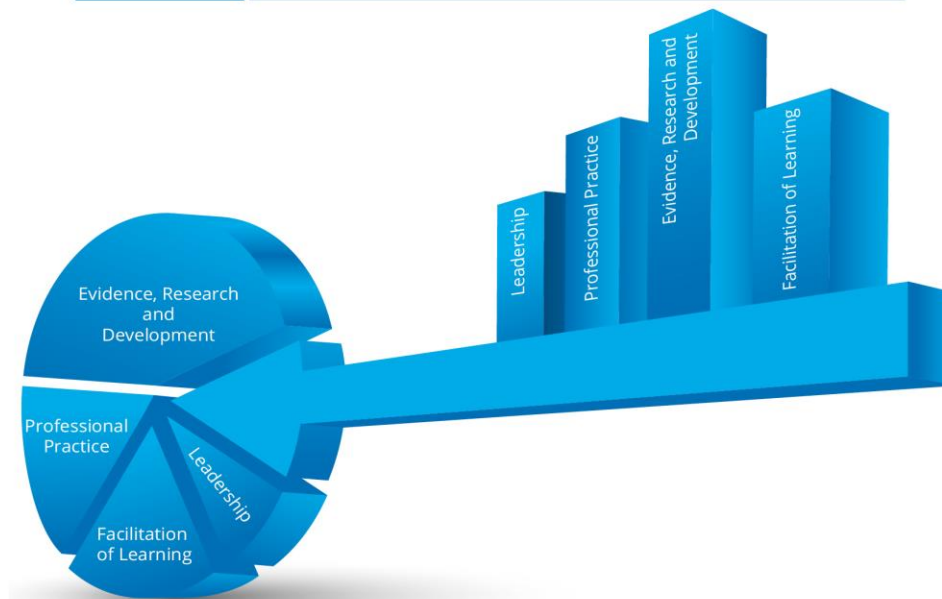 Evidence, Research
and
Development
Professional
Practice
Leadership
Facilitation
of Learning
Leadership
Professional Practice
Evidence, Research and
Development
Facilitation of Learning